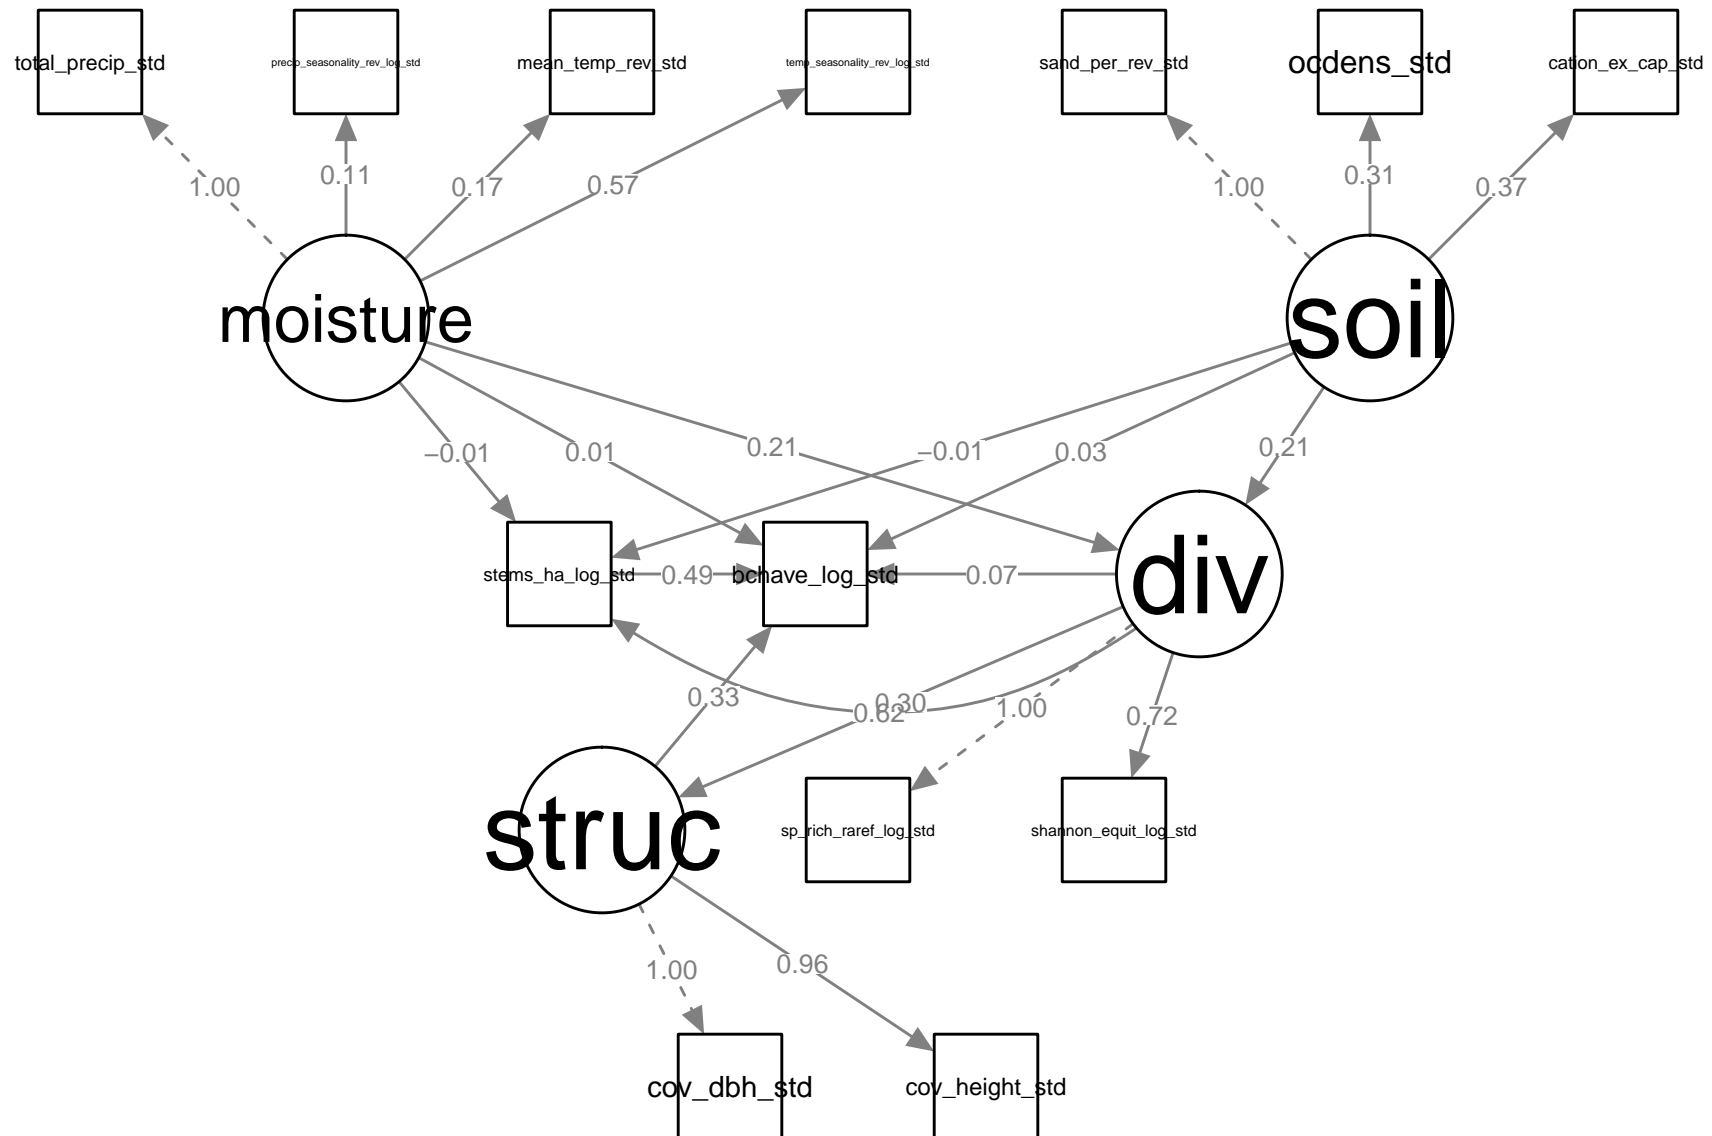 total_precip_std
precip_seasonality_rev_log_std
mean_temp_rev_std
temp_seasonality_rev_log_std
sand_per_rev_std
ocdens_std
cation_ex_cap_std
1.00
0.11
0.17
0.57
1.00
0.31
0.37
moisture
soil
−0.01
0.01
0.21
−0.01
0.03
0.21
stems_ha_log_std
0.49
bchave_log_std
0.07
div
0.33
0.62
0.30
1.00
0.72
struc
sp_rich_raref_log_std
shannon_equit_log_std
1.00
0.96
cov_dbh_std
cov_height_std